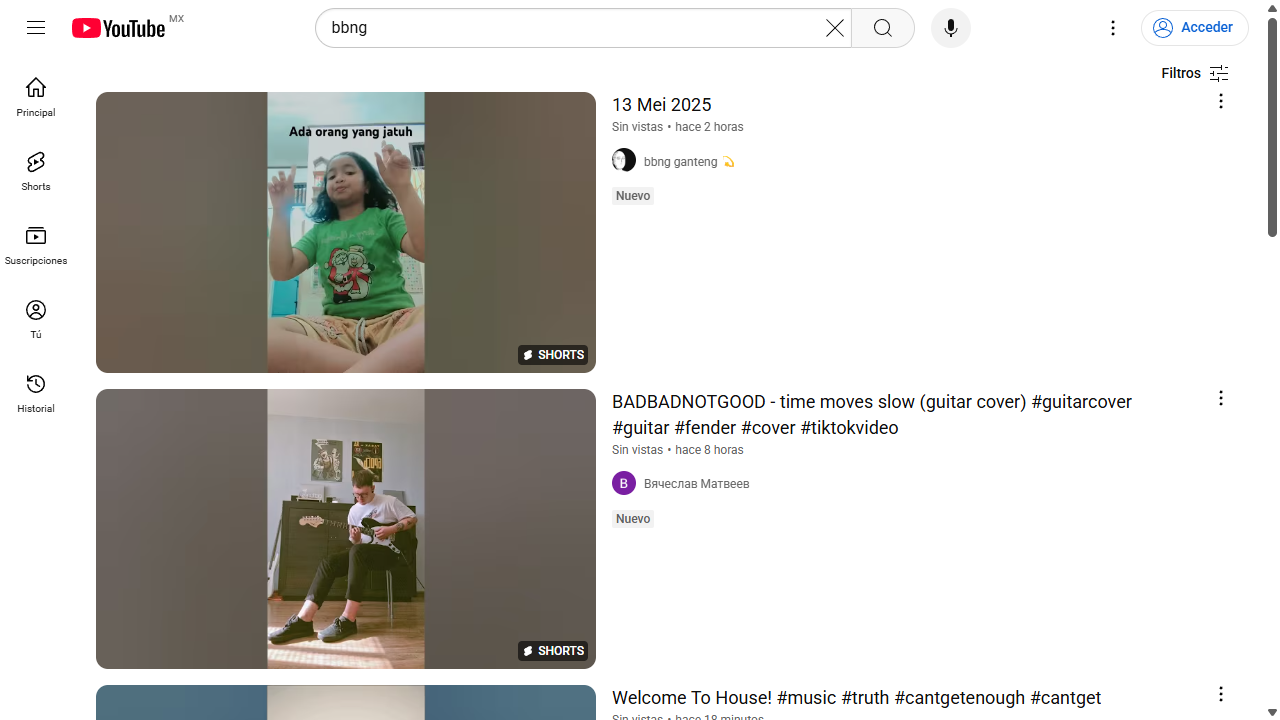 YouTube MX
bbng
Acceder
Filtros
Principal
Shorts
Suscripciones
Tú
Historial
Ada orang yang jatuh
SHORTS
13 Mei 2025
Sin vistas • hace 2 horas
bbng ganteng 💫
Nuevo
SHORTS
BADBADNOTGOOD - time moves slow (guitar cover) #guitarcover
#guitar #fender #cover #tiktokvideo
Sin vistas • hace 8 horas
B Вячеслав Матвеев
Nuevo
Welcome To House! #music #truth #cantgetenough #cantget
Sin vistas • hace 18 minutos